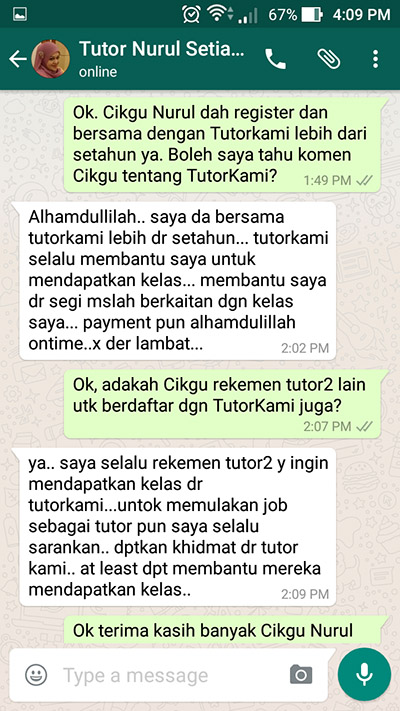 67% 4:09 PM
Tutor Nurul Setia...
online
Ok. Cikgu Nurul dah register dan
bersama dengan Tutorkami lebih dari
setahun ya. Boleh saya tahu komen
Cikgu tentang TutorKami?
1:49 PM
Alhamdullilah.. saya da bersama
tutorkami lebih dr setahun... tutorkami
selalu membantu saya untuk
mendapatkan kelas... membantu saya
dr segi mslah berkaitan dgn kelas
saya... payment pun alhamdulillah
ontime..x der lambat...
2:02 PM
Ok, adakah Cikgu rekemen tutor2 lain
utk berdaftar dgn TutorKami juga?
2:07 PM
ya.. saya selalu rekemen tutor2 y ingin
mendapatkan kelas dr
tutorkami...untok memulakan job
sebagai tutor pun saya selalu
sarankan.. dptkan khidmat dr tutor
kami.. at least dpt membantu mereka
mendapatkan kelas..
2:09 PM
Ok terima kasih banyak Cikgu Nurul
Type a message